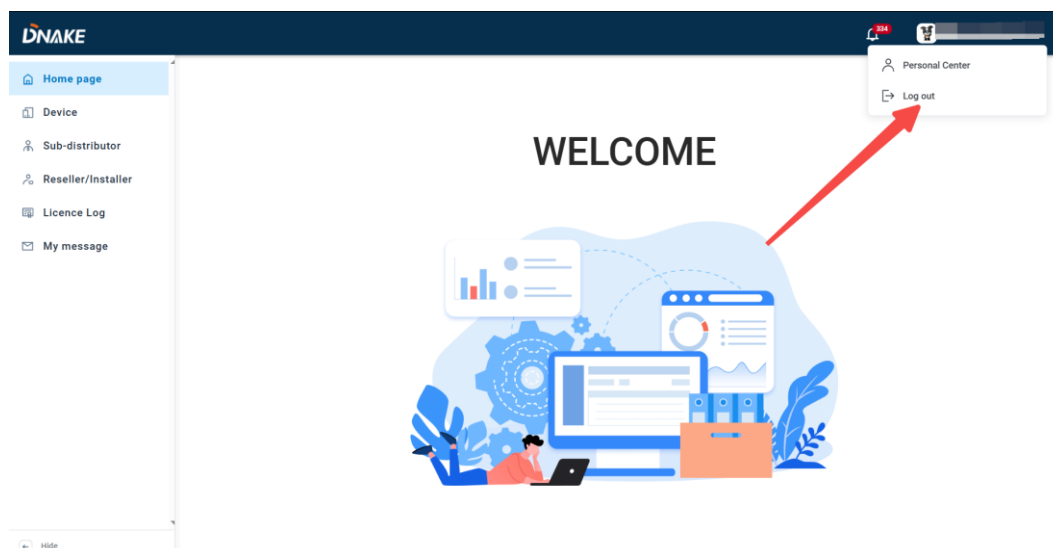 DNAKE
334
Personal Center
Log out
Home page
Device
Sub-distributor
Reseller/Installer
Licence Log
My message
WELCOME
Hide